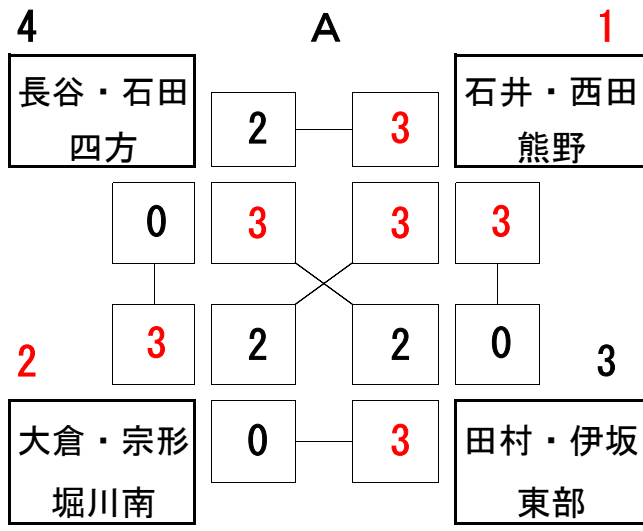 4 A 1
長谷・石田 石井・西田
四方 熊野
2 3
0 3 3 3
3 2 2 0
2 3
0 3
大倉・宗形 田村・伊坂
堀川南 東部